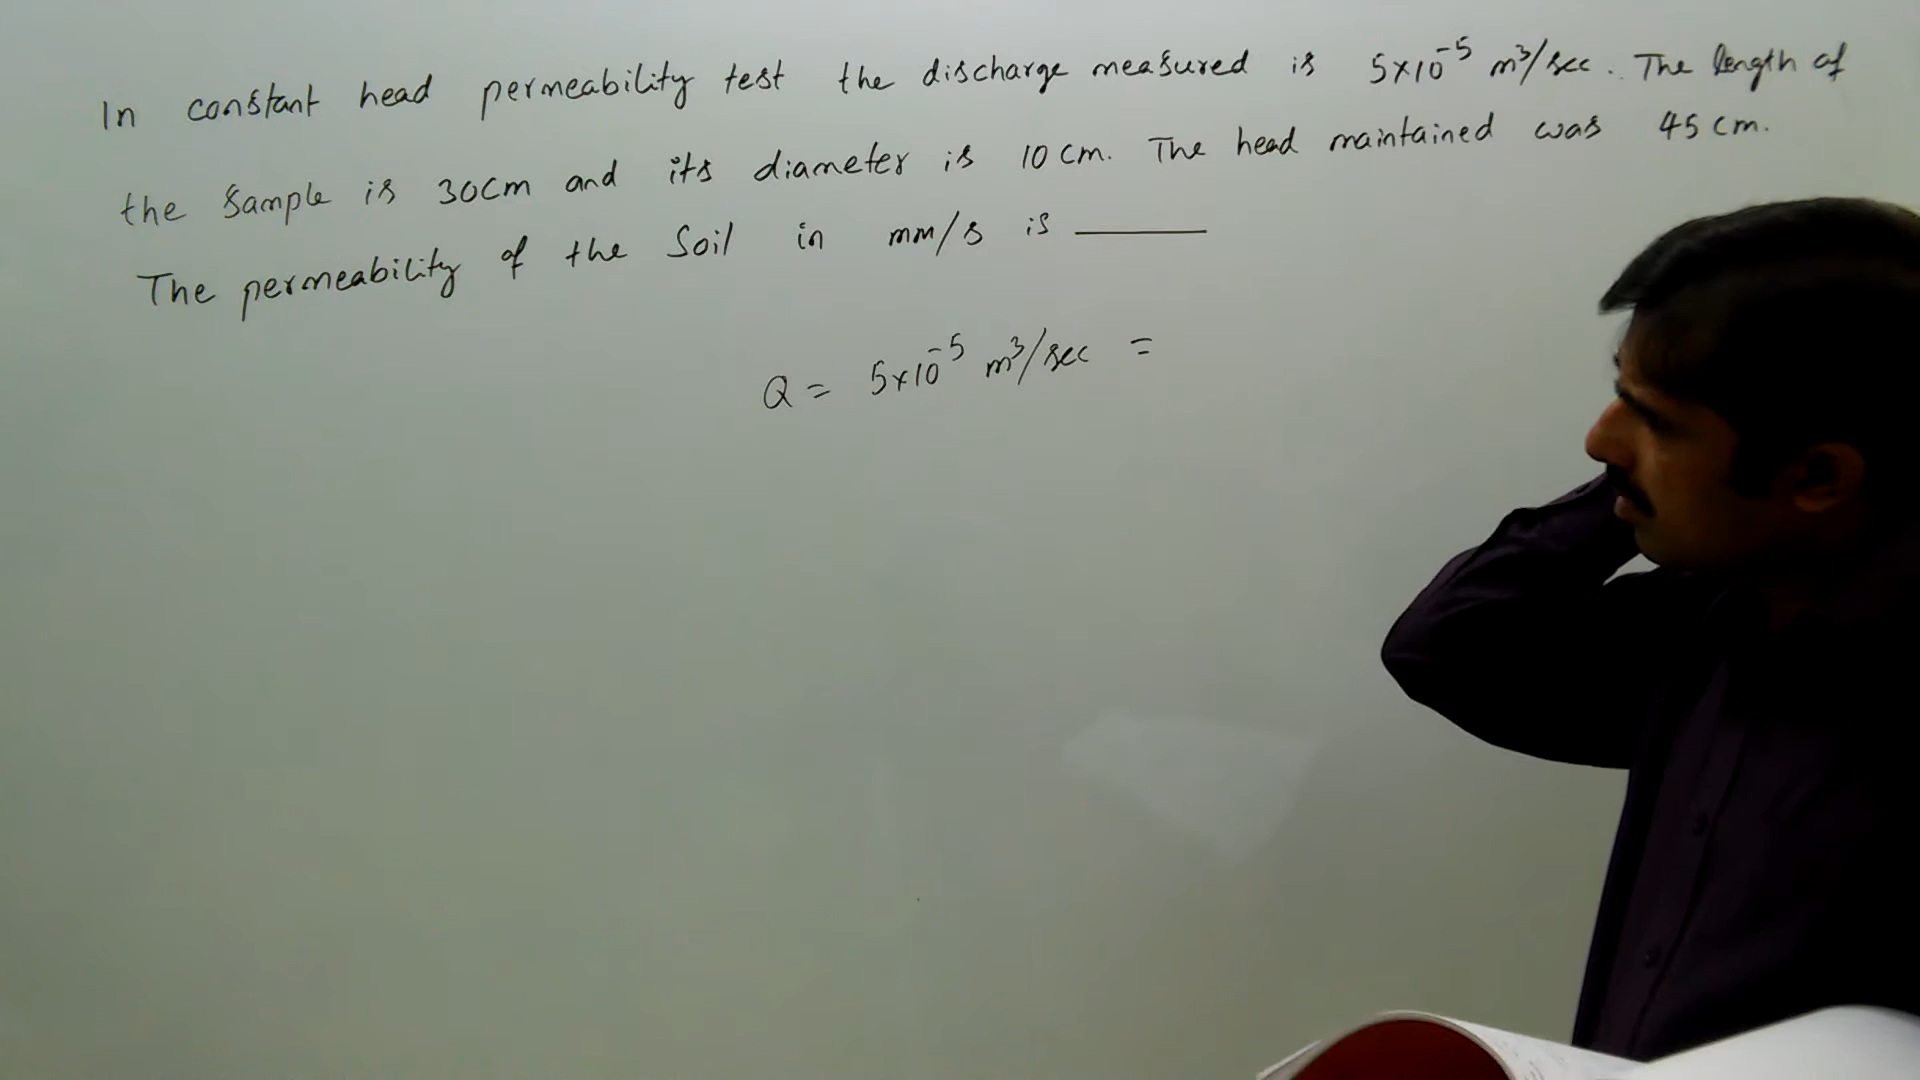 In constant head permeability test the discharge measured is 5×10⁻⁵ m³/sec. The length of
the sample is 30cm and its diameter is 10 cm. The head maintained was 45 cm.
The permeability of the Soil in mm/s is ______
Q = 5×10⁻⁵ m³/sec =